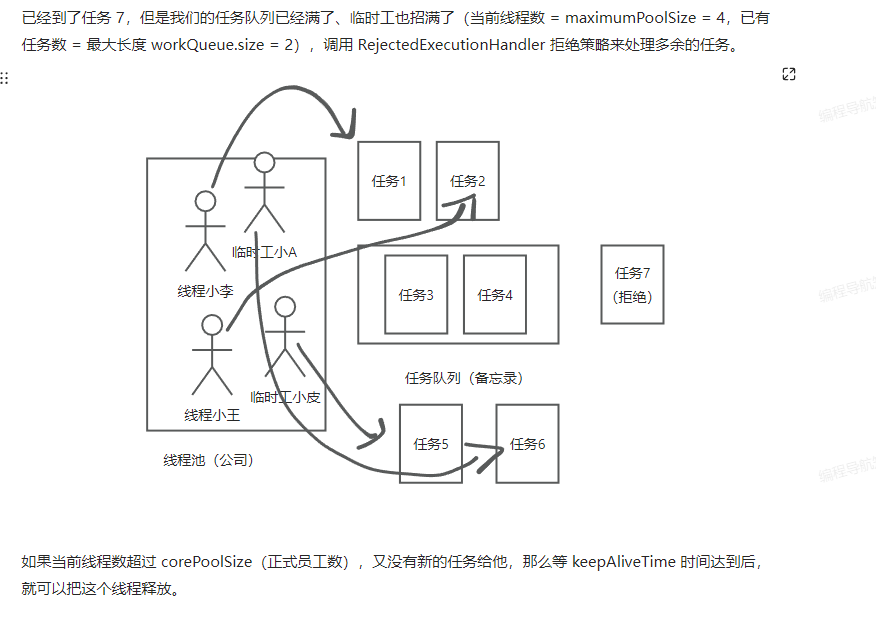 已经到了任务 7，但是我们的任务队列已经满了、临时工也招满了（当前线程数 = maximumPoolSize = 4，已有
任务数 = 最大长度 workQueue.size = 2），调用 RejectedExecutionHandler 拒绝策略来处理多余的任务。
编程导航
任务1
任务2
临时工小A
线程小李
任务3
任务4
任务7
（拒绝）
编程导航
任务队列（备忘录）
临时工小皮
线程小王
任务5
任务6
线程池（公司）
编程导航
如果当前线程数超过 corePoolSize（正式员工数），又没有新的任务给他，那么等 keepAliveTime 时间达到后，
就可以把这个线程释放。